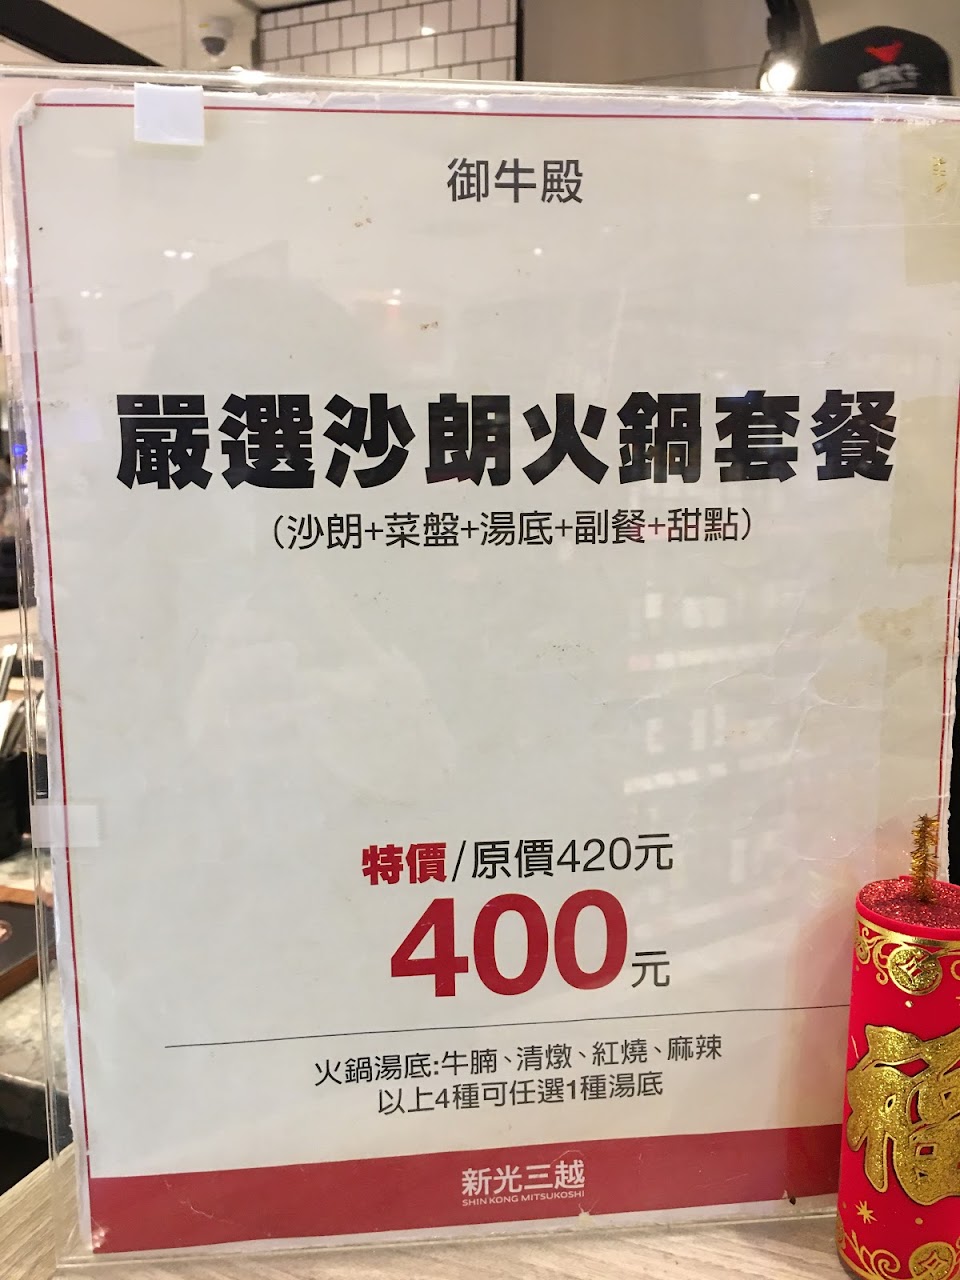 御牛殿
嚴選沙朗火鍋套餐
（沙朗+菜盤+湯底+副餐+甜點）
特價/原價420元
400元
火鍋湯底:牛腩、清燉、紅燒、麻辣
以上4種可任選1種湯底
新光三越
SHIN KONG MITSUKOSHI
福